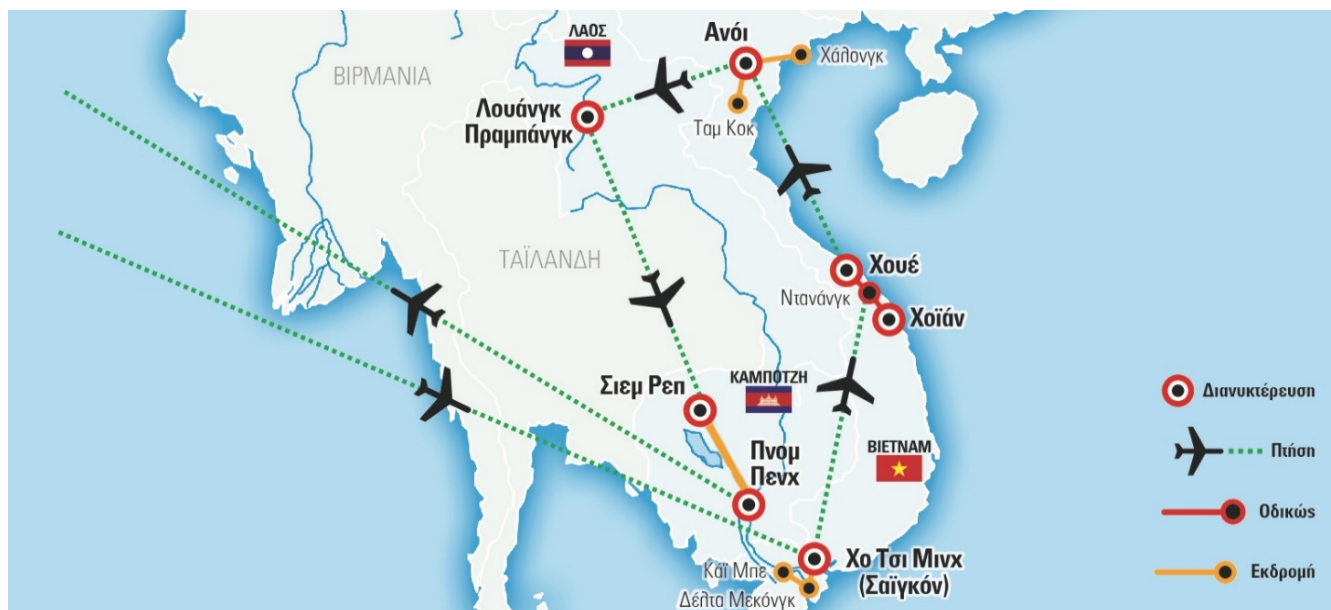 ΛΑΟΣ
Ανόι
Χάλονγκ
ΒΙΡΜΑΝΙΑ
Λουάνγκ
Πραμπάνγκ
Ταμ Κοκ
ΤΑΪΛΑΝΔΗ
Χουέ
Ντανάνγκ
Χοϊάν
Σιεμ Ρεπ
ΚΑΜΠΟΤΖΗ
Διανυκτέρευση
Πνομ
Πενχ
ΒΙΕΤΝΑΜ
Πτήση
Οδικώς
Χο Τσι Μινχ
(Σαϊγκόν)
Κάϊ Μπε
Δέλτα Μεκόνγκ
Εκδρομή